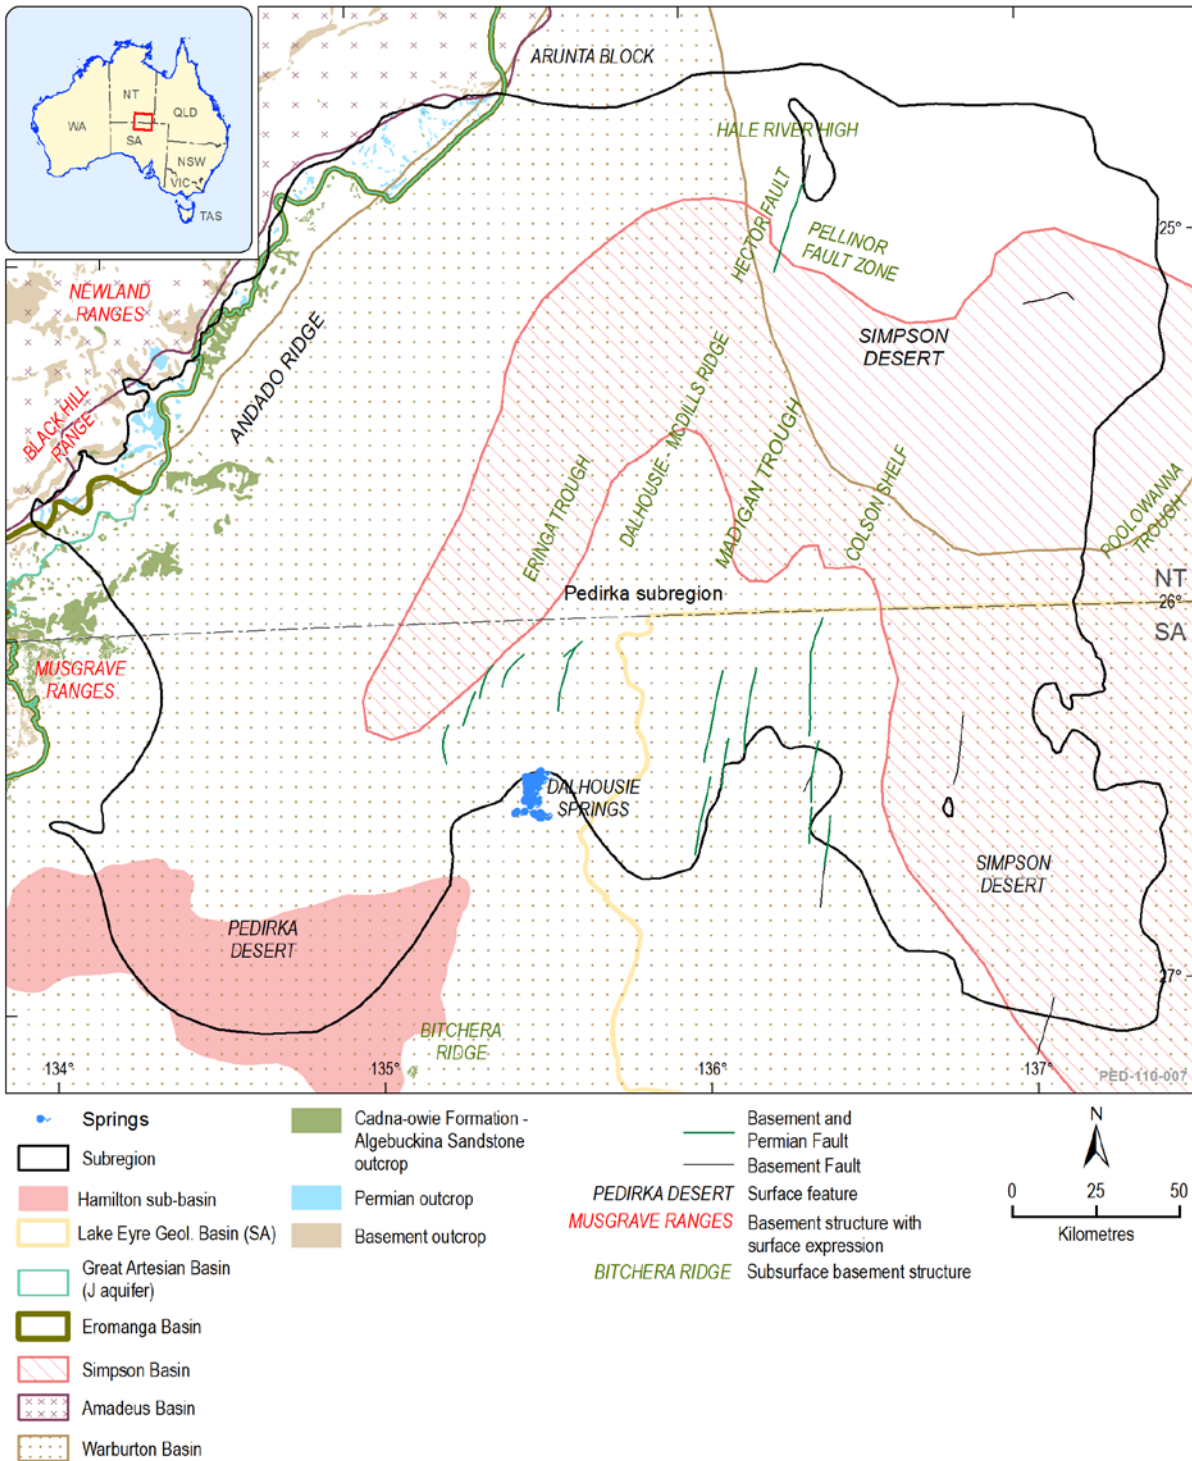 NT
QLD
WA
SA
NSW
VIC
TAS
ARUNTA BLOCK
HALE RIVER HIGH
HECTOR FAULT
PELLINOR
FAULT ZONE
25°
NEWLAND
RANGES
ANDADO RIDGE
SIMPSON
DESERT
BLACK HILL
RANGE
ERINGA TROUGH
DALHOUSIE - MCDILLS RIDGE
MADIGAN TROUGH
COLSON SHELF
POOLOWANNA
TROUGH
Pedirka subregion
NT
26°
SA
MUSGRAVE
RANGES
DALHOUSIE
SPRINGS
SIMPSON
DESERT
PEDIRKA
DESERT
27°
BITCHERA
RIDGE
134°
135°
136°
137°
PED-110-007
Springs
Subregion
Hamilton sub-basin
Lake Eyre Geol. Basin (SA)
Great Artesian Basin
(J aquifer)
Eromanga Basin
Simpson Basin
Amadeus Basin
Warburton Basin
Cadna-owie Formation -
Algebuckina Sandstone
outcrop
Permian outcrop
Basement outcrop
Basement and
Permian Fault
Basement Fault
PEDIRKA DESERT Surface feature
MUSGRAVE RANGES Basement structure with
surface expression
BITCHERA RIDGE Subsurface basement structure
N
0 25 50
Kilometres